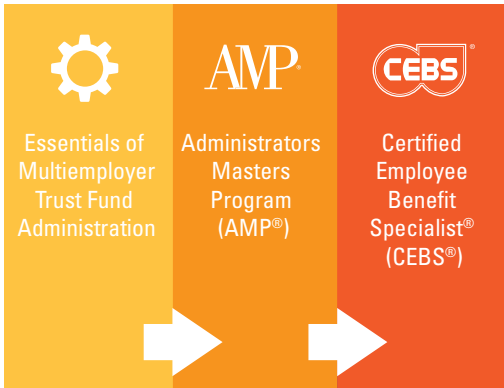 Essentials of
Multiemployer
Trust Fund
Administration
AMP®
Administrators
Masters
Program
(AMP®)
CEBS®
Certified
Employee
Benefit
Specialist®
(CEBS®)